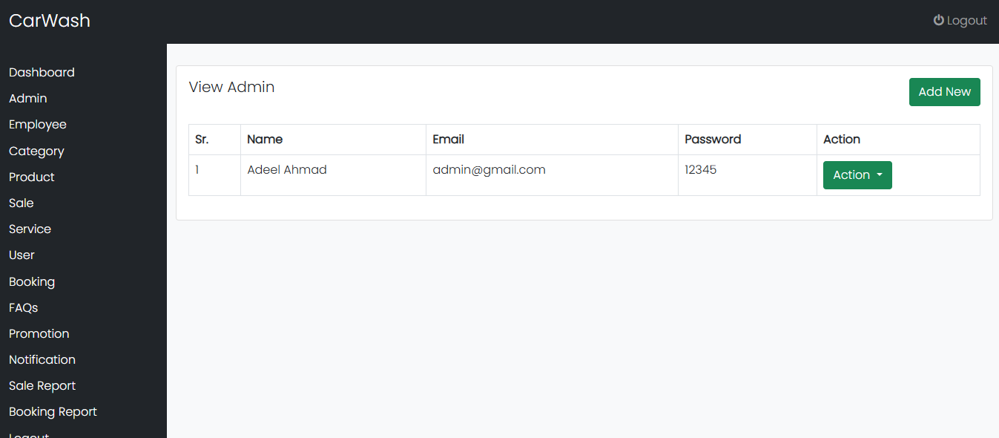 CarWash
Logout
Dashboard
Admin
Employee
Category
Product
Sale
Service
User
Booking
FAQs
Promotion
Notification
Sale Report
Booking Report
Logout
View Admin
Add New
Sr. Name Email Password Action
1 Adeel Ahmad admin@gmail.com 12345 Action